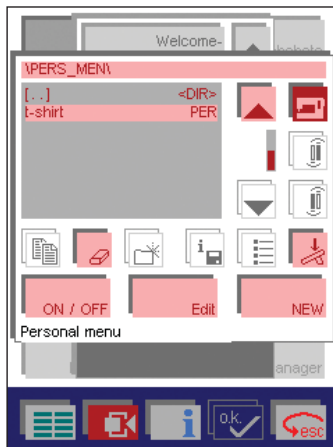 Welcome-
\PERS_MEN\
[..] <DIR>
t-shirt PER
i
ON / OFF Edit NEW
Personal menu
anager
i o.k. esc